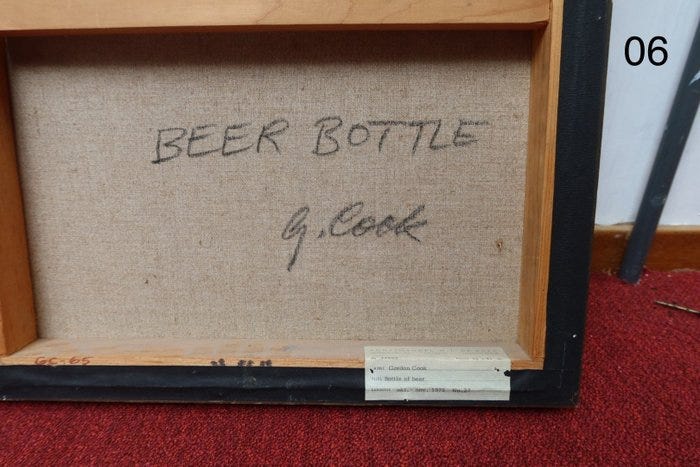 06
BEER BOTTLE
G. Cook
GC-65
Gordon Cook
Bottle of beer